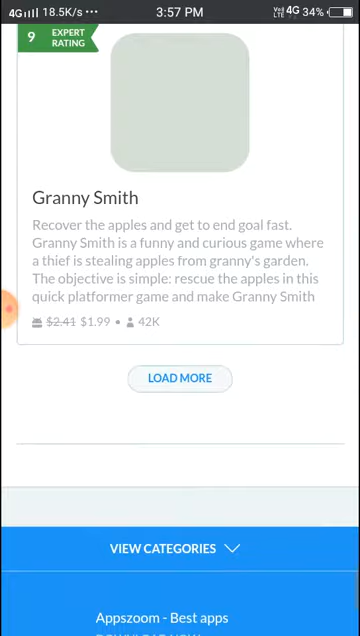 4G 18.5K/s ··· 3:57 PM VoLTE 4G 34%
9 EXPERT
RATING
Granny Smith
Recover the apples and get to end goal fast.
Granny Smith is a funny and curious game where
a thief is stealing apples from granny's garden.
The objective is simple: rescue the apples in this
quick platformer game and make Granny Smith
$2.41 $1.99 • 42K
LOAD MORE
VIEW CATEGORIES
Appszoom - Best apps
DOWNLOAD NOW